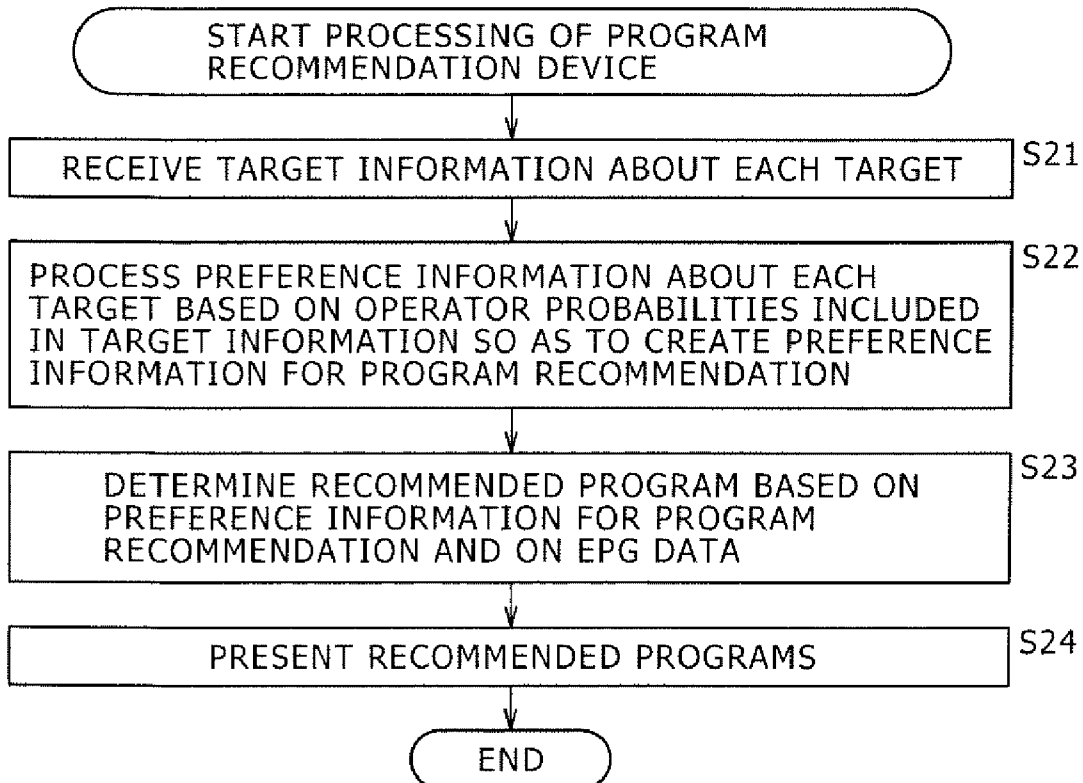 START PROCESSING OF PROGRAM
RECOMMENDATION DEVICE
RECEIVE TARGET INFORMATION ABOUT EACH TARGET
S21
PROCESS PREFERENCE INFORMATION ABOUT EACH
TARGET BASED ON OPERATOR PROBABILITIES INCLUDED
IN TARGET INFORMATION SO AS TO CREATE PREFERENCE
INFORMATION FOR PROGRAM RECOMMENDATION
S22
DETERMINE RECOMMENDED PROGRAM BASED ON
PREFERENCE INFORMATION FOR PROGRAM
RECOMMENDATION AND ON EPG DATA
S23
PRESENT RECOMMENDED PROGRAMS
S24
END